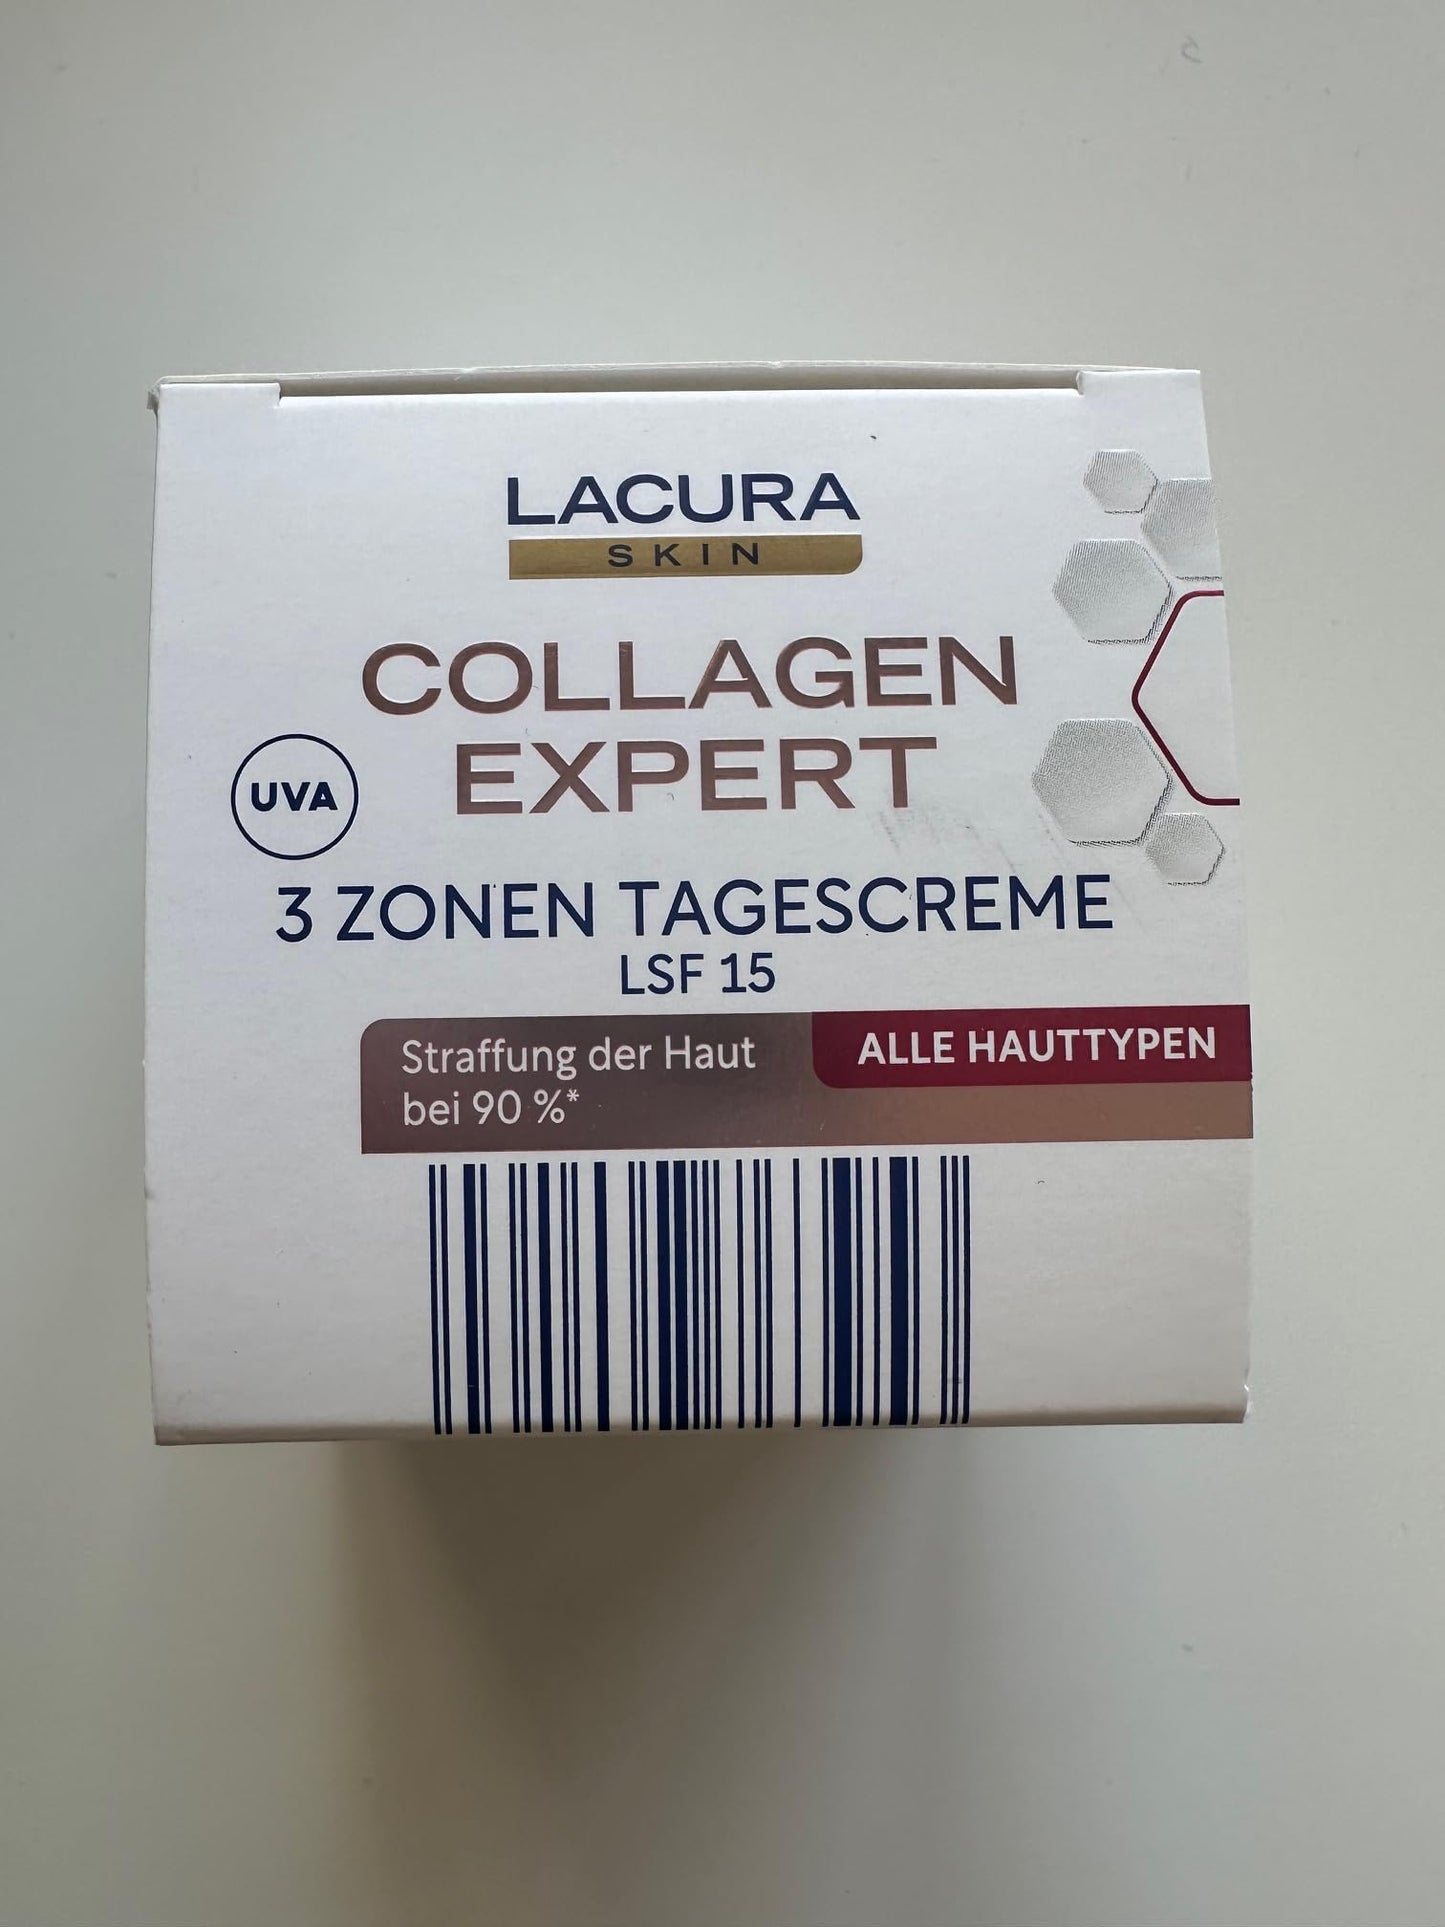 LACURA
SKIN
COLLAGEN
EXPERT
UVA
3 ZONEN TAGESCREME
LSF 15
Straffung der Haut
bei 90 %*
ALLE HAUTTYPEN